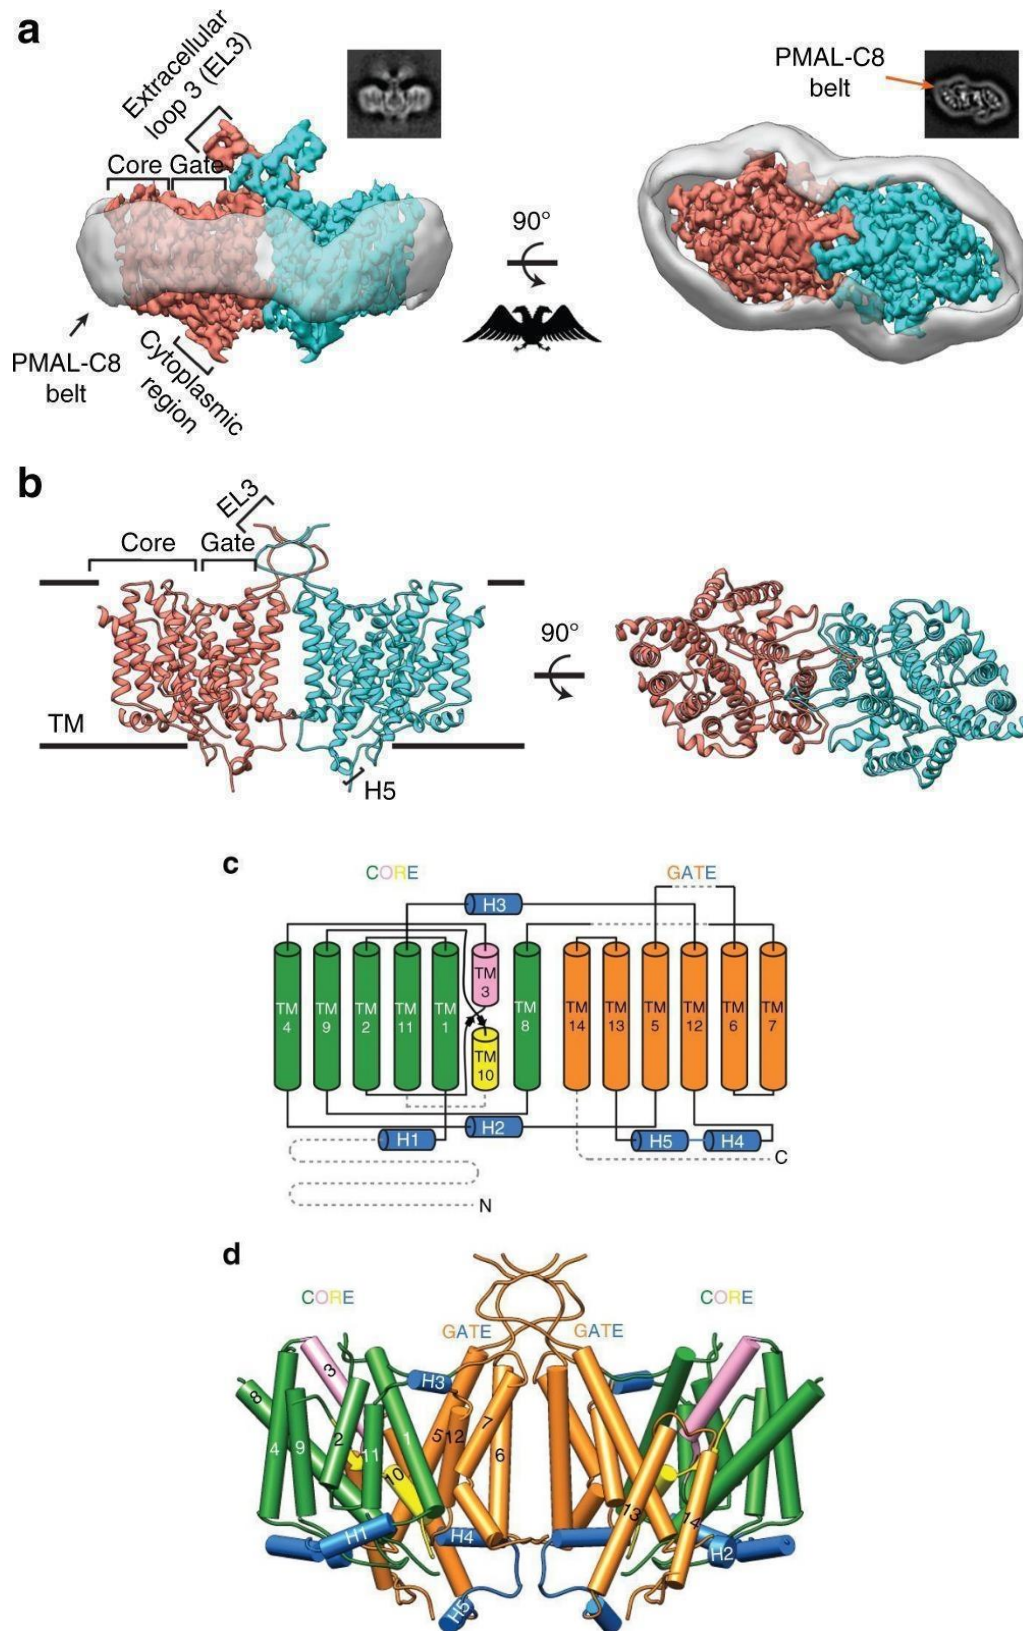 a
Extracellular
loop 3 (EL3)
Core
Gate
PMAL-C8
belt
Cytoplasmic
region
90°
PMAL-C8
belt
b
EL3
Core
Gate
TM
H5
90°
c
CORE
GATE
H3
TM
4
TM
9
TM
2
TM
11
TM
1
TM
3
TM
10
TM
8
TM
14
TM
13
TM
5
TM
12
TM
6
TM
7
H1
H2
H5
H4
C
N
d
CORE
GATE
GATE
CORE
3
8
4
9
2
11
1
10
H3
5
12
7
6
H1
H4
H5
13
14
H2